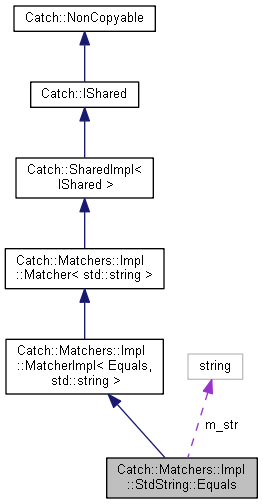 Catch::NonCopyable
Catch::IShared
Catch::SharedImpl<
IShared >
Catch::Matchers::Impl
::Matcher< std::string >
Catch::Matchers::Impl
::MatcherImpl< Equals,
std::string >
string
m_str
Catch::Matchers::Impl
::StdString::Equals